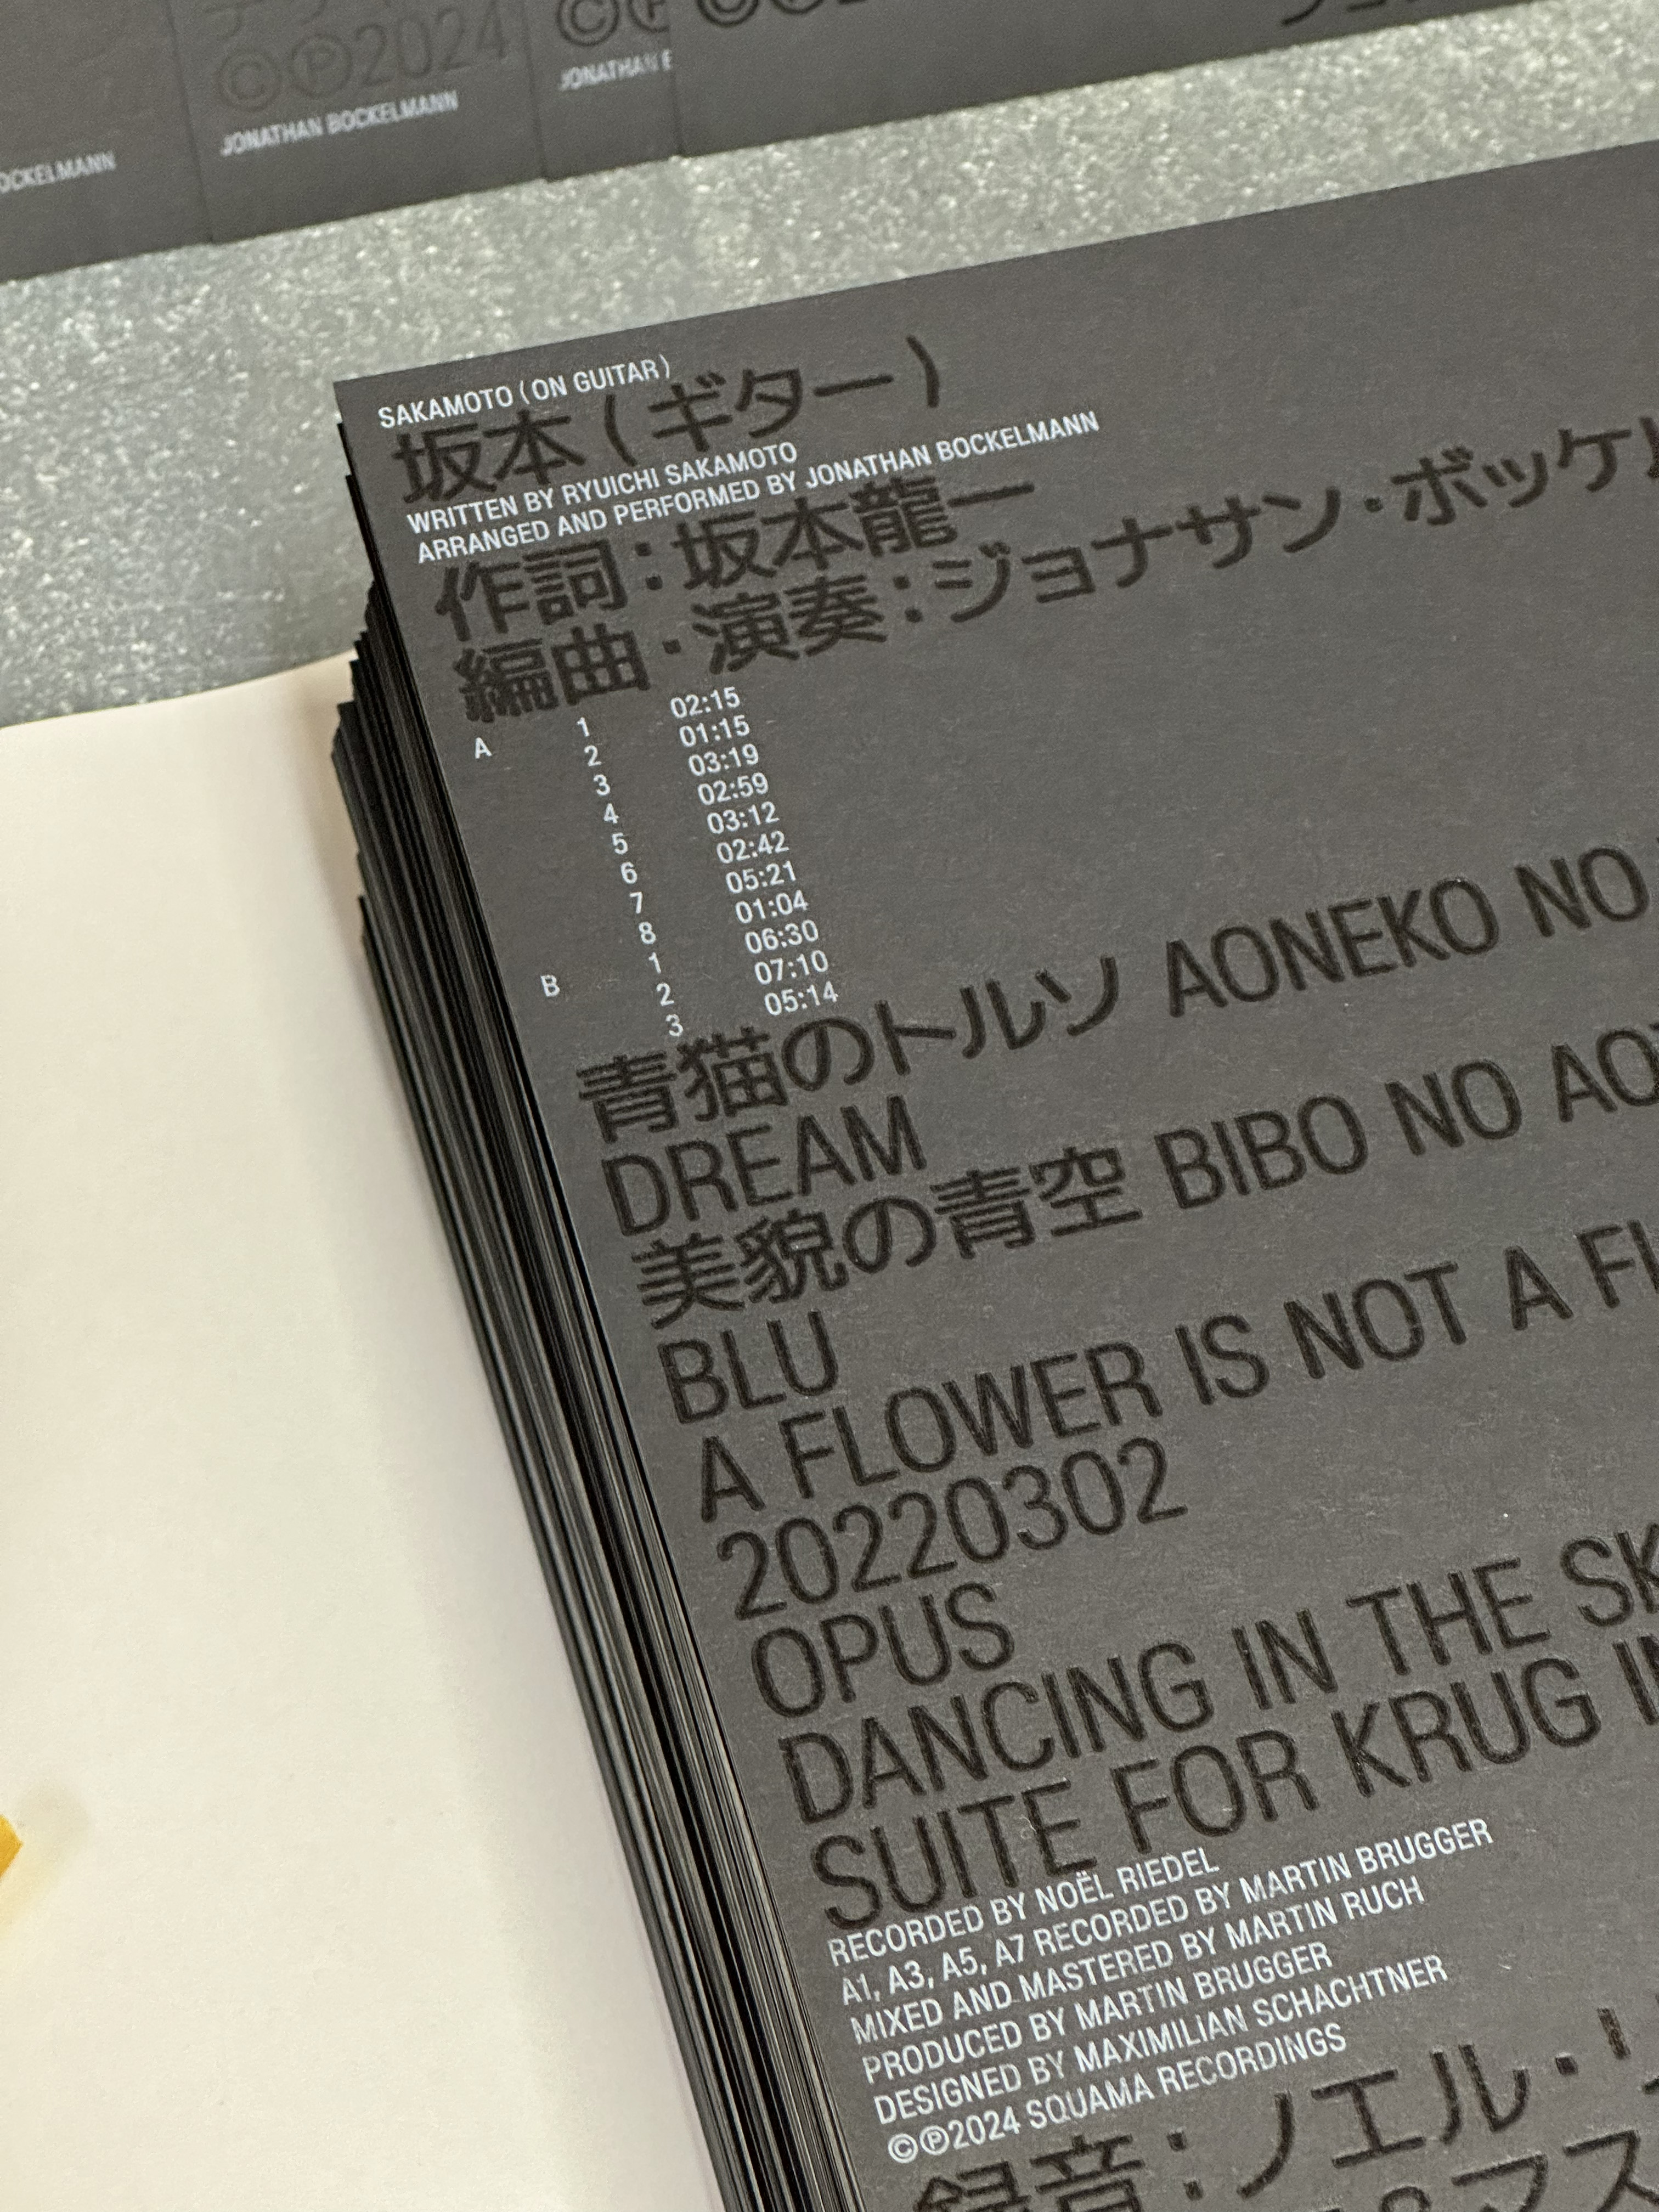 ©℗2024
JONATHAN BOCKELMANN
JONATHAN
SAKAMOTO (ON GUITAR)
坂本(ギター)
WRITTEN BY RYUICHI SAKAMOTO
ARRANGED AND PERFORMED BY JONATHAN BOCKELMANN
作詞:坂本龍一
編曲・演奏:ジョナサン・ボッケ
A 1 02:15
2 01:15
3 03:19
4 02:59
5 03:12
6 02:42
7 05:21
8 01:04
B 1 06:30
2 07:10
3 05:14
青猫のトルソ AONEKO NO
DREAM
美貌の青空 BIBO NO
BLU
A FLOWER IS NOT A
20220302
OPUS
DANCING IN THE
SUITE FOR KRUG
RECORDED BY NOËL RIEDEL
A1, A3, A5, A7 RECORDED BY MARTIN BRUGGER
MIXED AND MASTERED BY MARTIN RUCH
PRODUCED BY MARTIN BRUGGER
DESIGNED BY MAXIMILIAN SCHACHTNER
©℗2024 SQUAMA RECORDINGS
録音:ノエル・